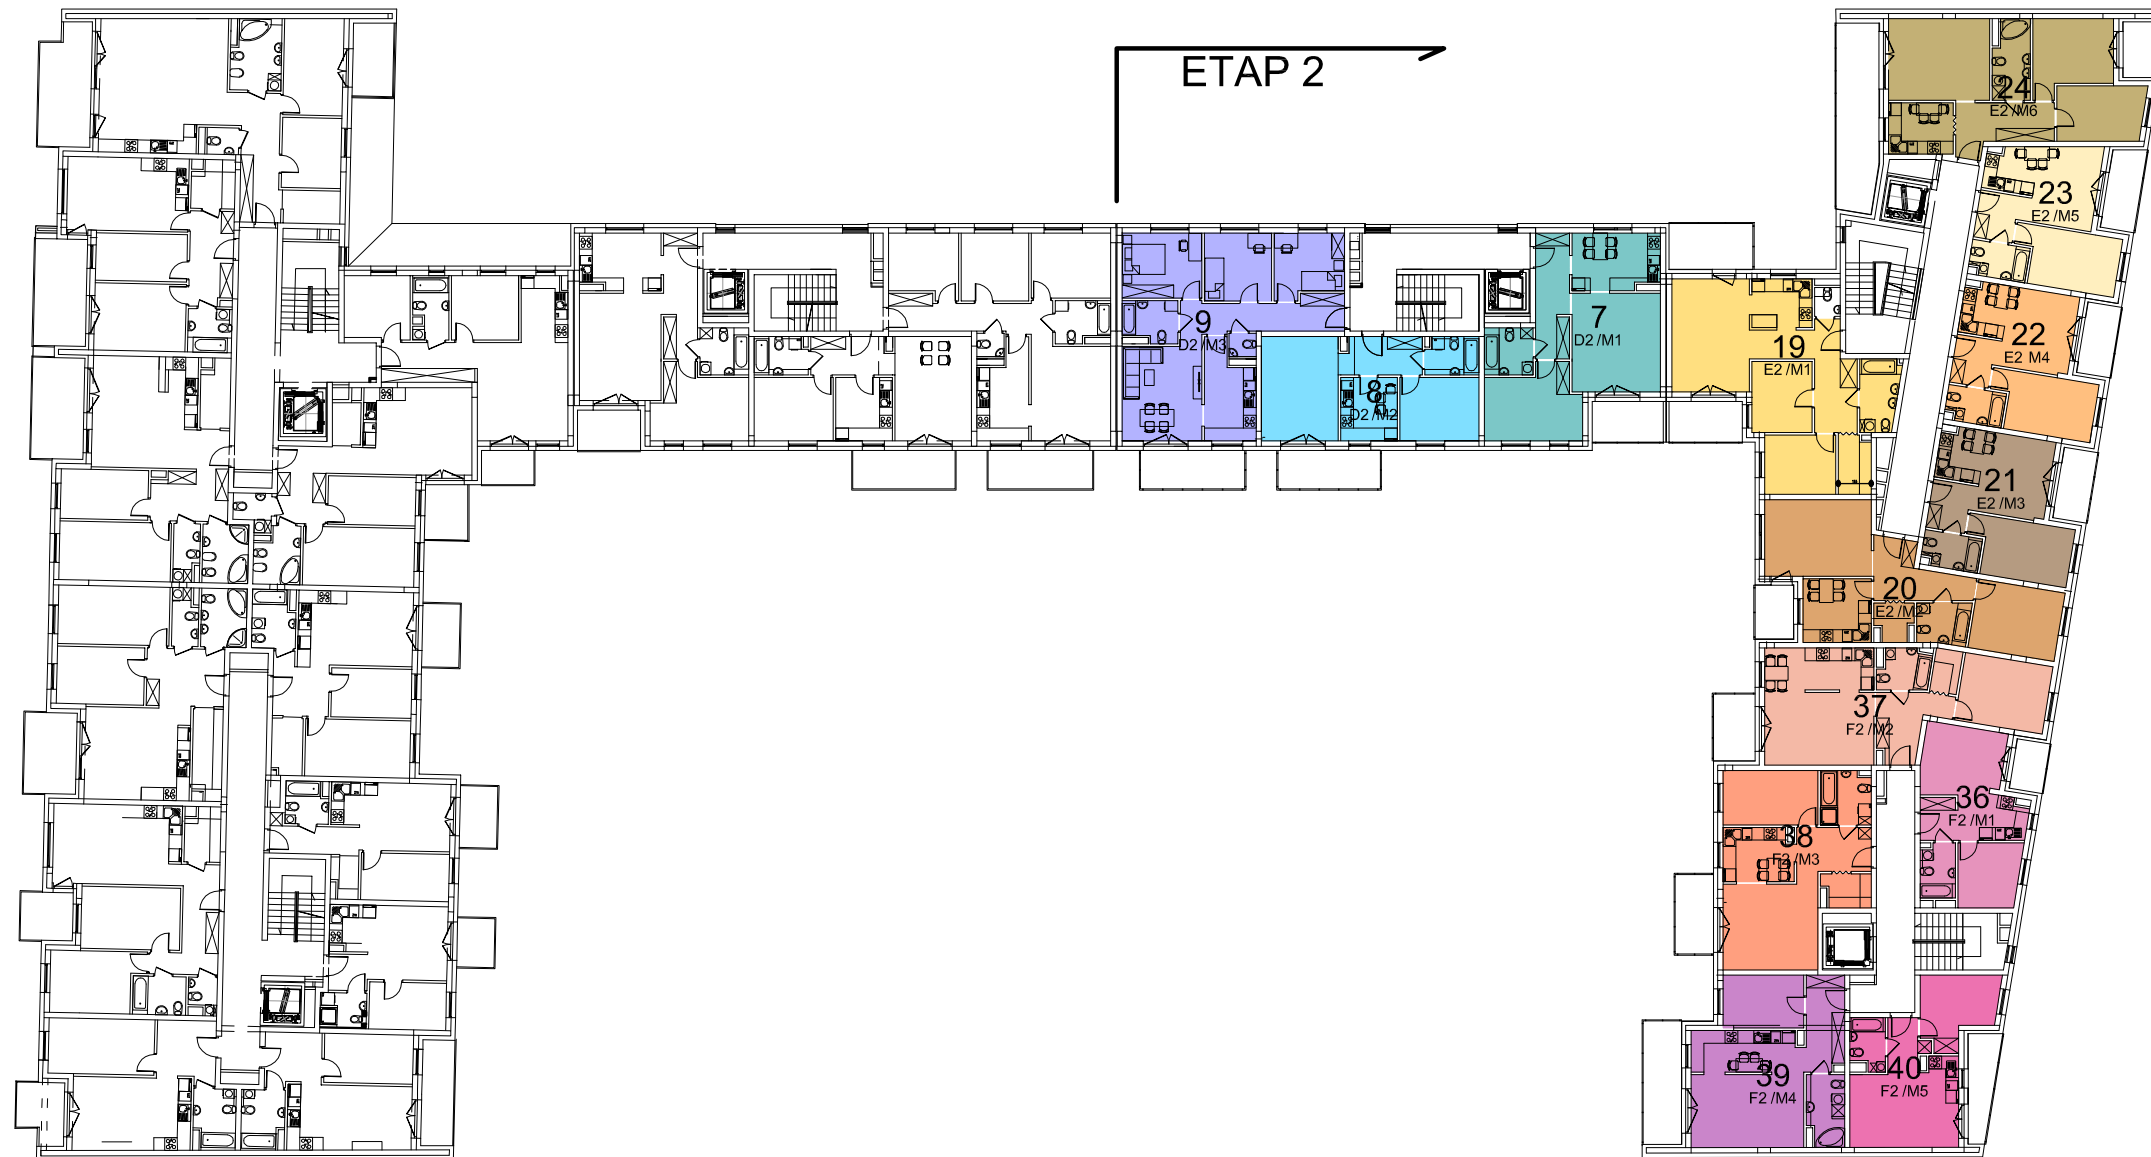 ETAP 2
24
E2 /M6
23
E2 /M5
22
E2 M4
21
E2 /M3
20
E2 /M2
19
E2 /M1
7
D2 /M1
8
D2 /M2
9
D2 /M3
37
F2 /M2
36
F2 /M1
38
F2 /M3
39
F2 /M4
40
F2 /M5